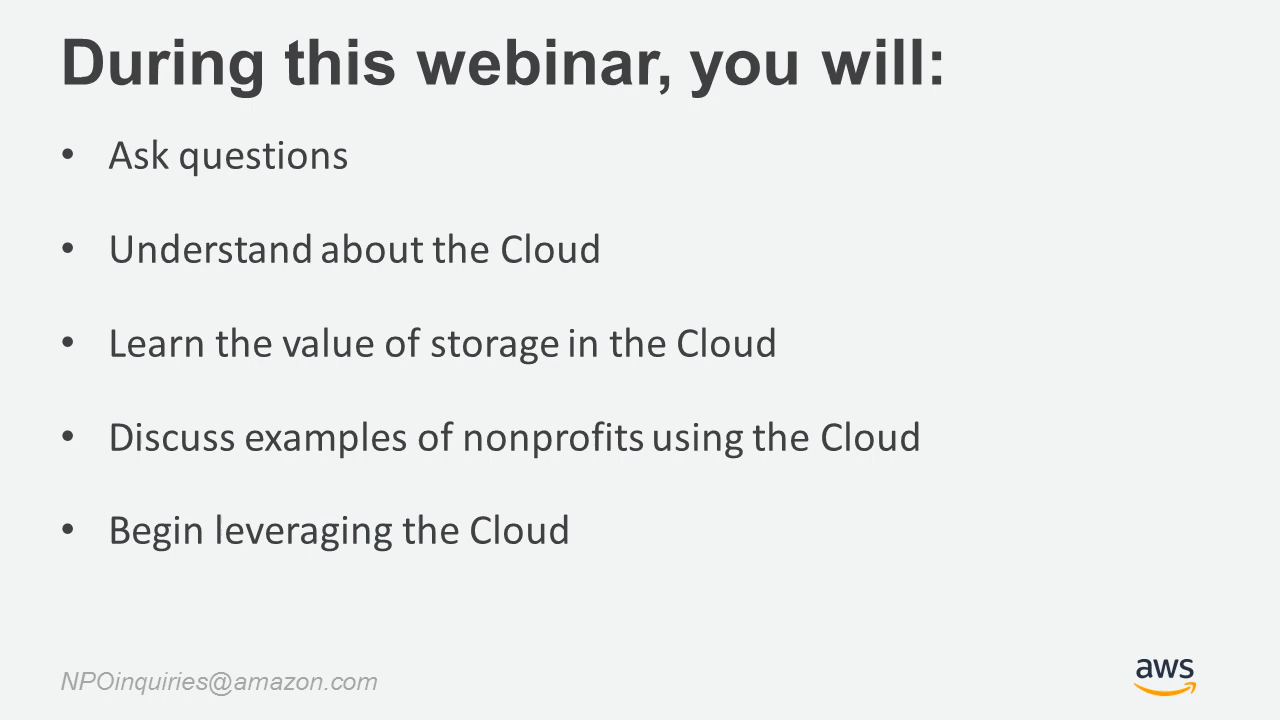 During this webinar, you will:
• Ask questions
• Understand about the Cloud
• Learn the value of storage in the Cloud
• Discuss examples of nonprofits using the Cloud
• Begin leveraging the Cloud
NPOinquiries@amazon.com
aws